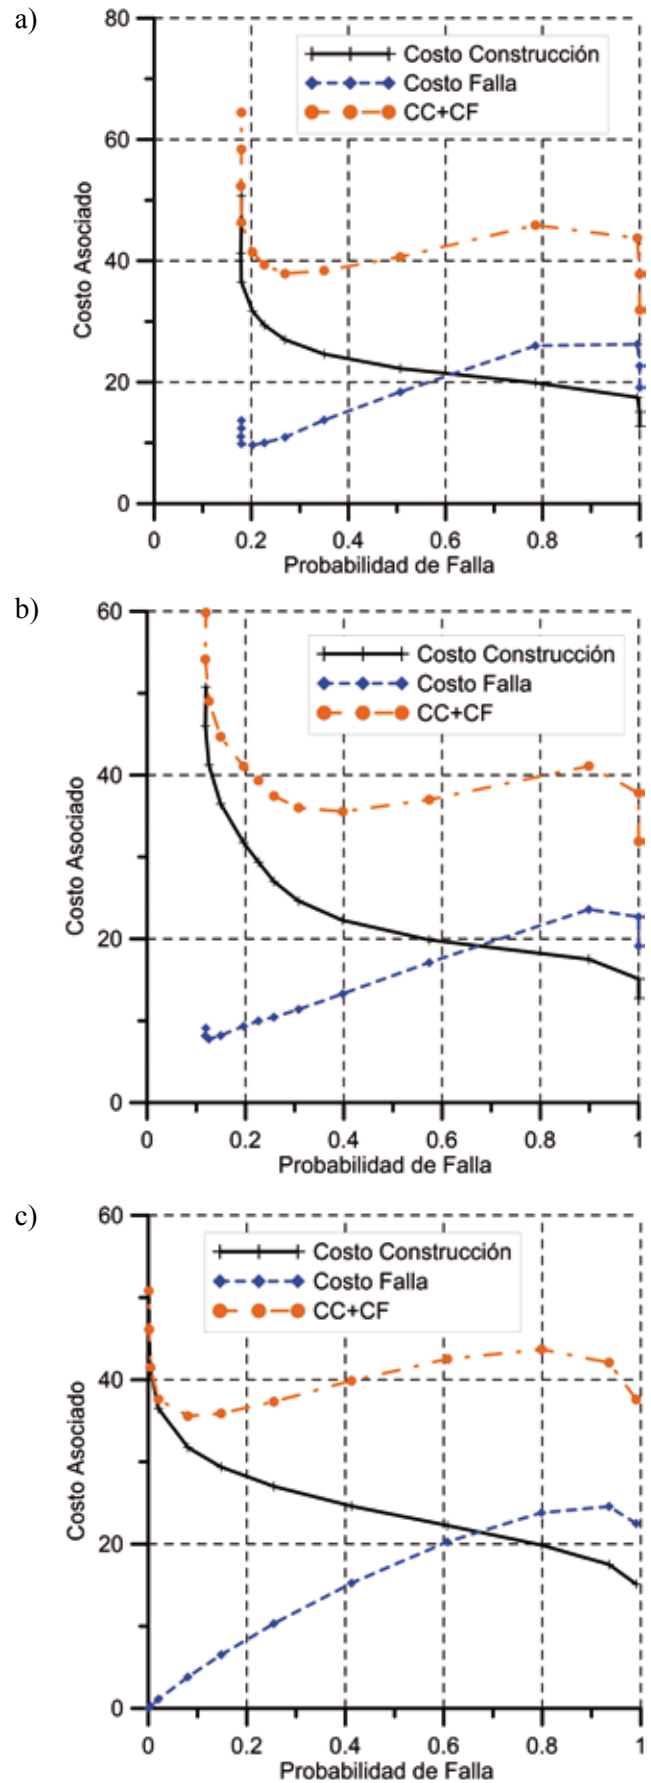 a)
80
60
40
20
0
Costo Asociado
Costo Construcción
Costo Falla
CC+CF
0 0.2 0.4 0.6 0.8 1
Probabilidad de Falla
b)
60
40
20
0
Costo Asociado
Costo Construcción
Costo Falla
CC+CF
0 0.2 0.4 0.6 0.8 1
Probabilidad de Falla
c)
60
40
20
0
Costo Asociado
Costo Construcción
Costo Falla
CC+CF
0 0.2 0.4 0.6 0.8 1
Probabilidad de Falla